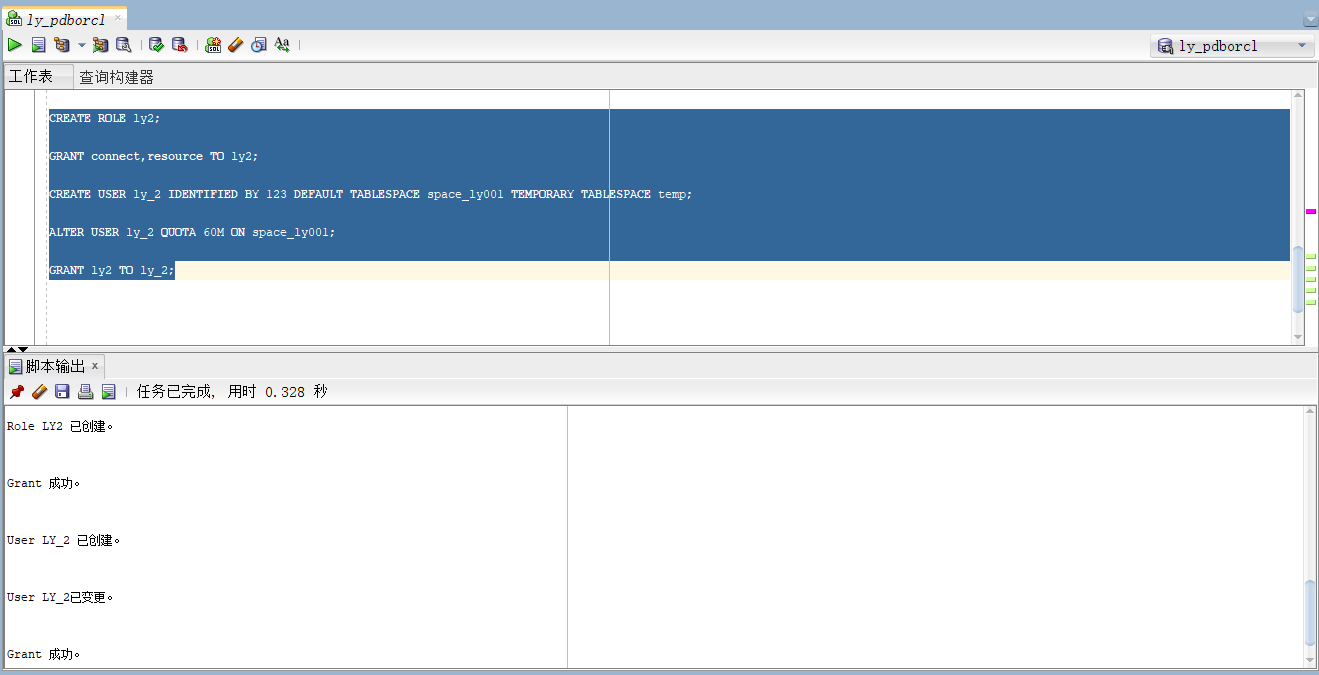 ly_pdborcl
ly_pdborcl
工作表 查询构建器
CREATE ROLE ly2;
GRANT connect,resource TO ly2;
CREATE USER ly_2 IDENTIFIED BY 123 DEFAULT TABLESPACE space_ly001 TEMPORARY TABLESPACE temp;
ALTER USER ly_2 QUOTA 60M ON space_ly001;
GRANT ly2 TO ly_2;
脚本输出 x
任务已完成, 用时 0.328 秒
Role LY2 已创建。
Grant 成功。
User LY_2 已创建。
User LY_2已变更。
Grant 成功。